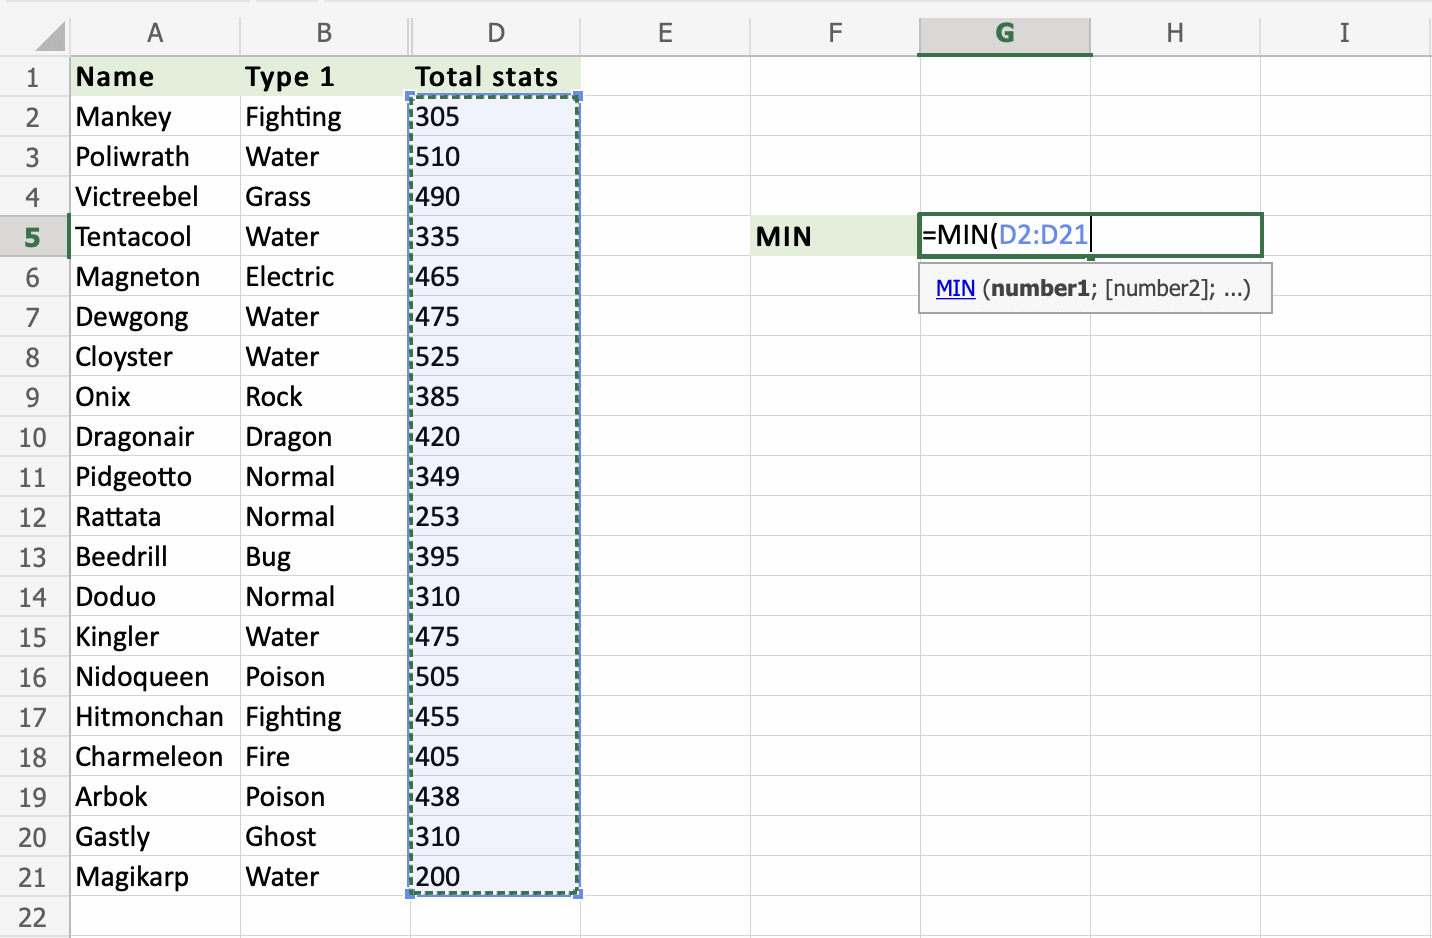 A B D E F G H I
1 Name Type 1 Total stats
2 Mankey Fighting 305
3 Poliwrath Water 510
4 Victreebel Grass 490
5 Tentacool Water 335 MIN =MIN(D2:D21
6 Magneton Electric 465 MIN (number1; [number2]; ...)
7 Dewgong Water 475
8 Cloyster Water 525
9 Onix Rock 385
10 Dragonair Dragon 420
11 Pidgeotto Normal 349
12 Rattata Normal 253
13 Beedrill Bug 395
14 Doduo Normal 310
15 Kingler Water 475
16 Nidoqueen Poison 505
17 Hitmonchan Fighting 455
18 Charmeleon Fire 405
19 Arbok Poison 438
20 Gastly Ghost 310
21 Magikarp Water 200
22